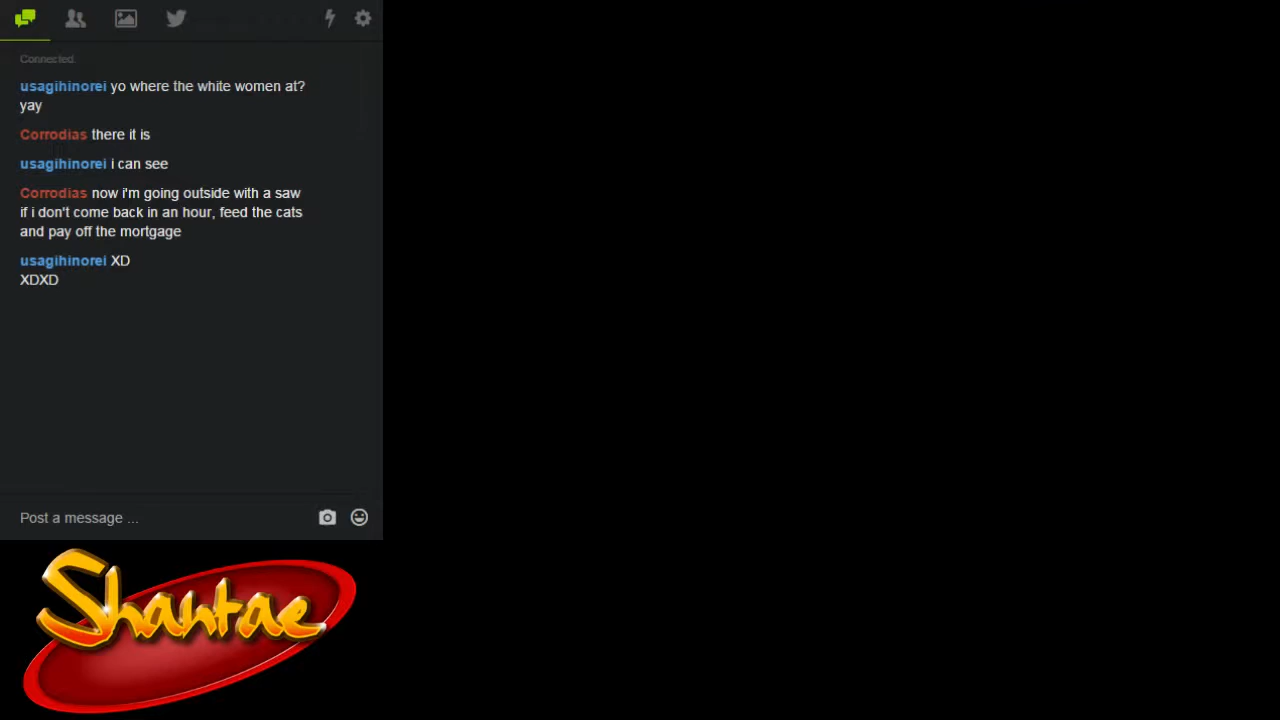 Connected.
usagihinorei yo where the white women at?
yay
Corrodias there it is
usagihinorei i can see
Corrodias now i'm going outside with a saw
if i don't come back in an hour, feed the cats
and pay off the mortgage
usagihinorei XD
XDXD
Post a message ...
Shantae